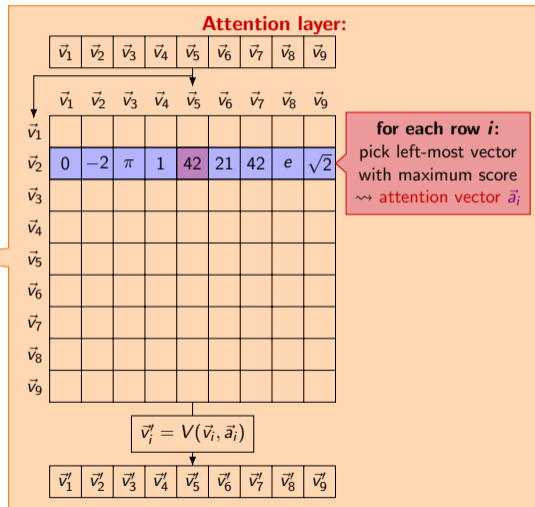 Attention layer:
v⃗₁ v⃗₂ v⃗₃ v⃗₄ v⃗₅ v⃗₆ v⃗₇ v⃗₈ v⃗₉
v⃗₁ v⃗₂ v⃗₃ v⃗₄ v⃗₅ v⃗₆ v⃗₇ v⃗₈ v⃗₉
v⃗₁
v⃗₂ 0 −2 π 1 42 21 42 e √2
v⃗₃
v⃗₄
v⃗₅
v⃗₆
v⃗₇
v⃗₈
v⃗₉
for each row i:
pick left-most vector
with maximum score
⇝ attention vector a⃗ᵢ
v⃗ᵢ′ = V(v⃗ᵢ, a⃗ᵢ)
v⃗₁′ v⃗₂′ v⃗₃′ v⃗₄′ v⃗₅′ v⃗₆′ v⃗₇′ v⃗₈′ v⃗₉′